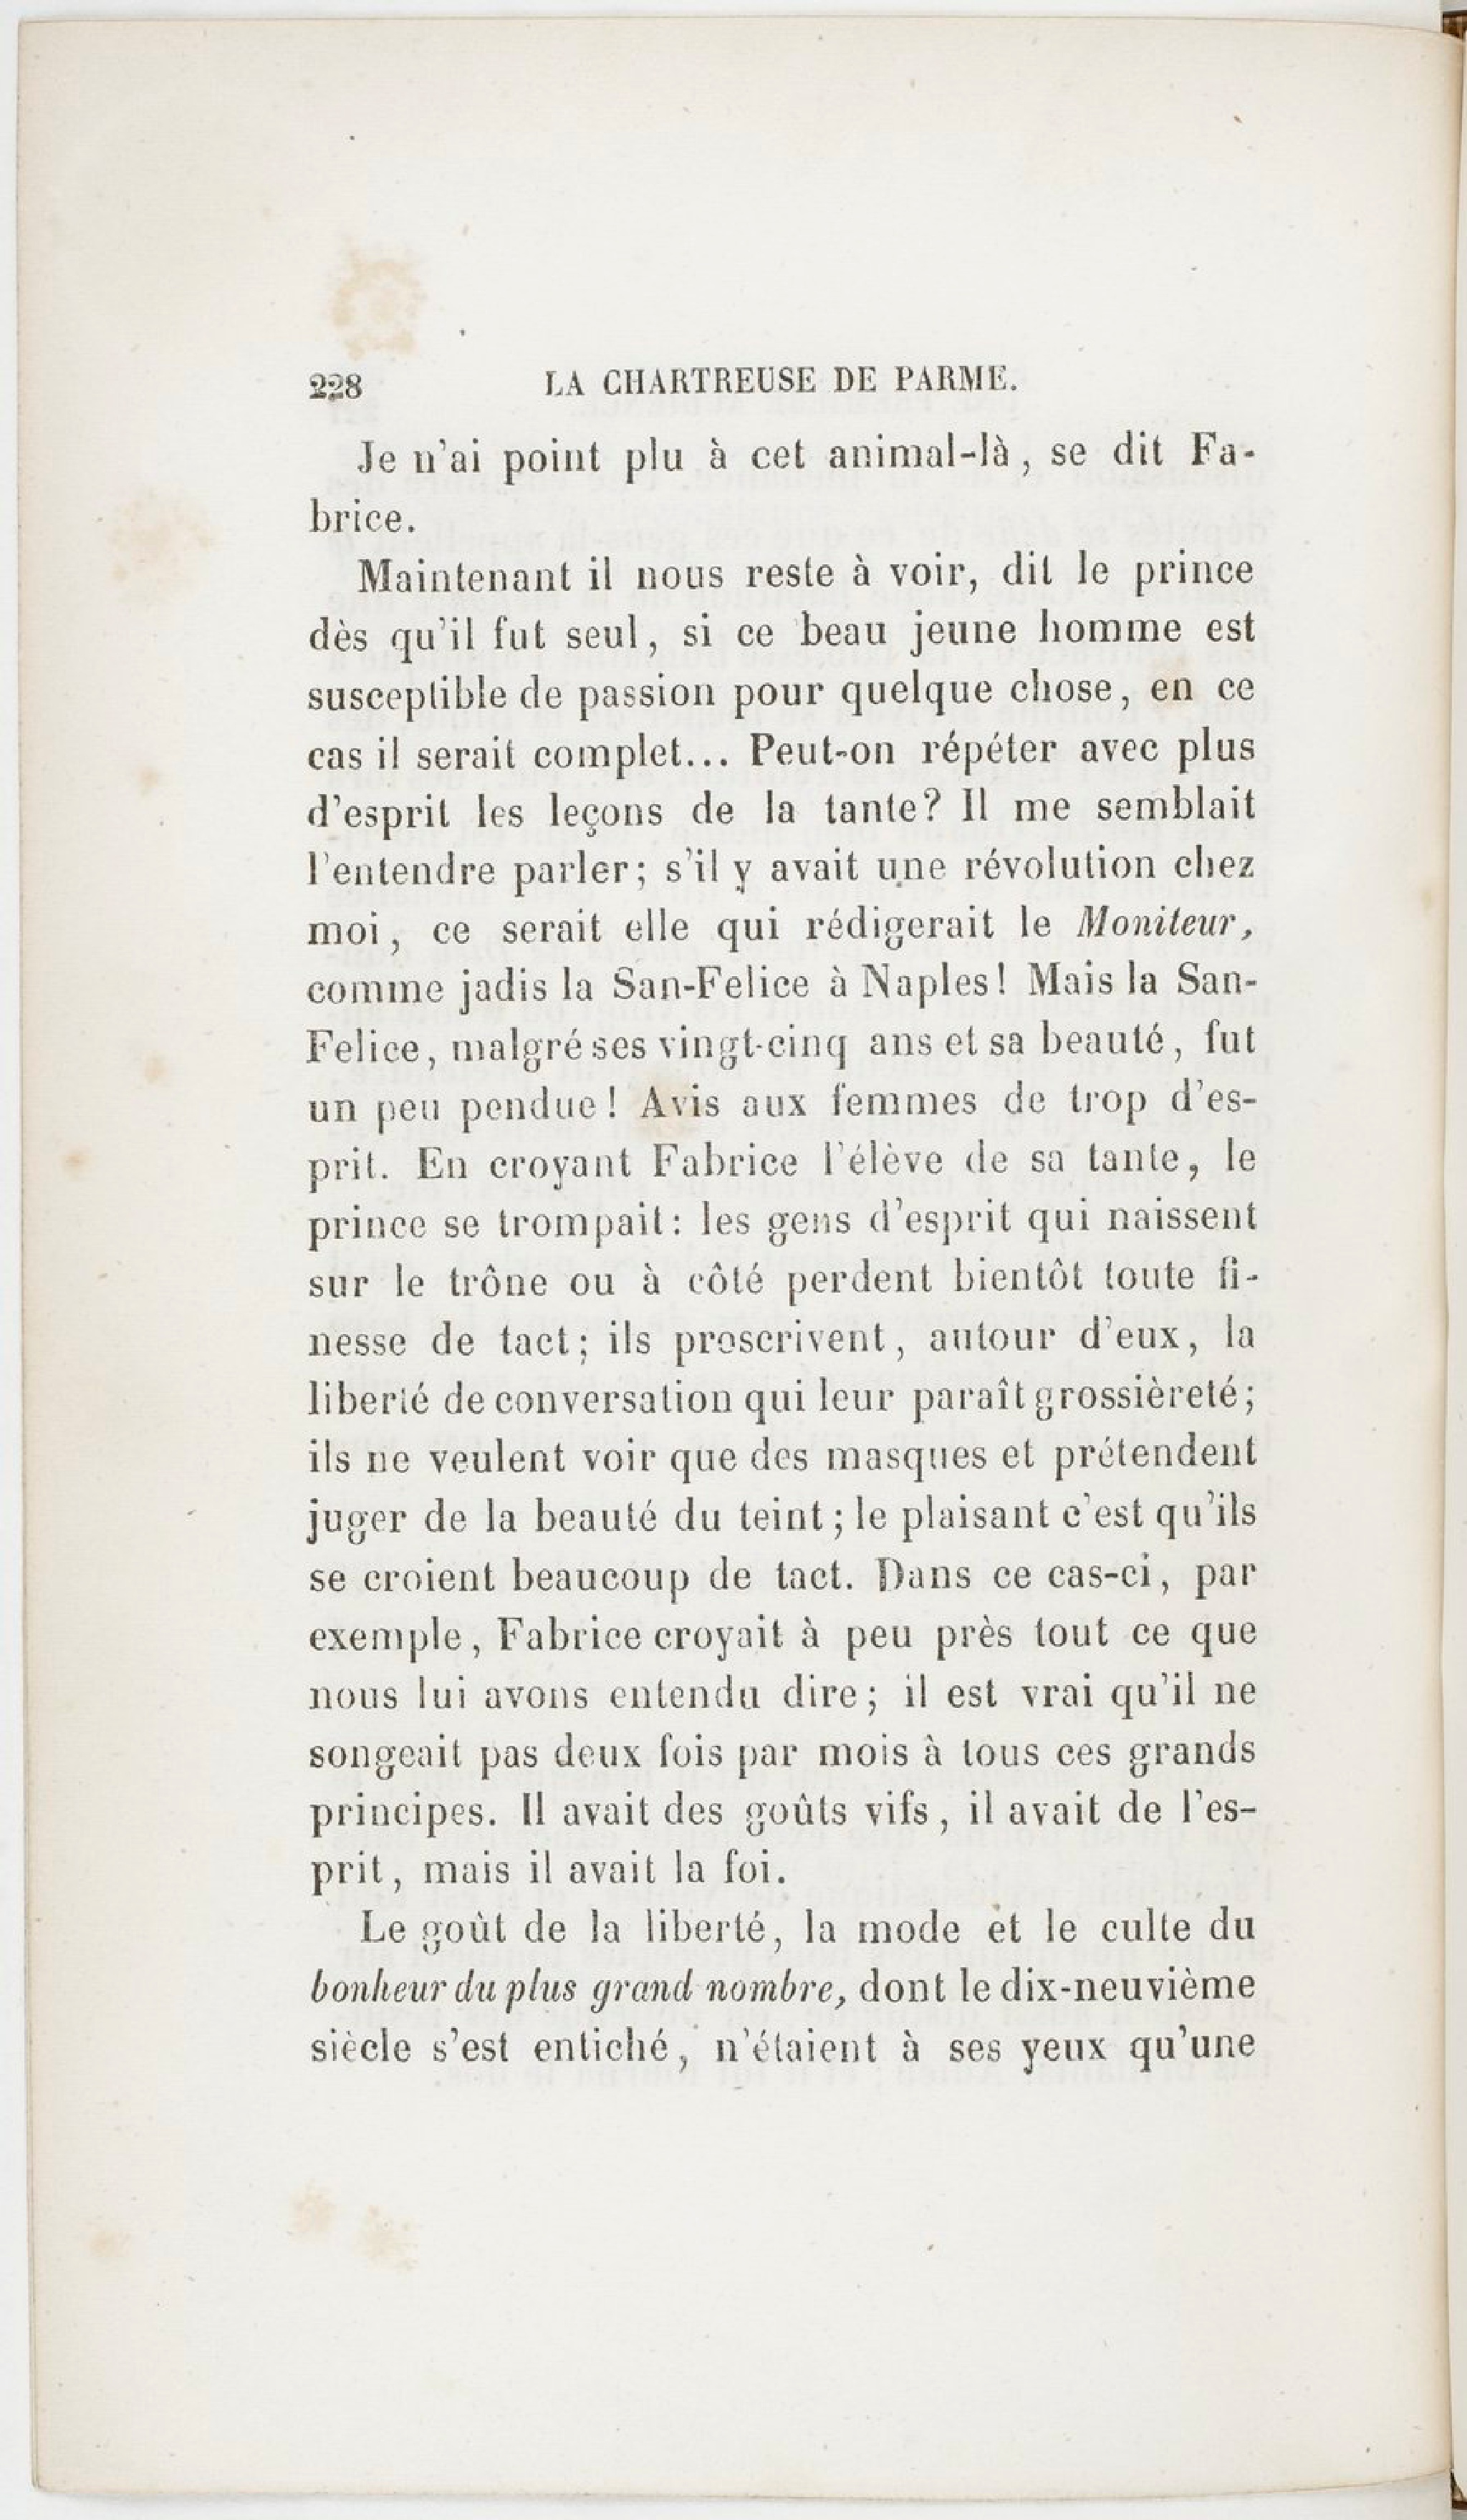 228 LA CHARTREUSE DE PARME.
Je n'ai point plu à cet animal-là, se dit Fa-
brice.
Maintenant il nous reste à voir, dit le prince
dès qu'il fut seul, si ce beau jeune homme est
susceptible de passion pour quelque chose, en ce
cas il serait complet... Peut-on répéter avec plus
d'esprit les leçons de la tante? Il me semblait
l'entendre parler; s'il y avait une révolution chez
moi, ce serait elle qui rédigerait le Moniteur,
comme jadis la San-Felice à Naples! Mais la San-
Felice, malgré ses vingt-cinq ans et sa beauté, fut
un peu pendue! Avis aux femmes de trop d'es-
prit. En croyant Fabrice l'élève de sa tante, le
prince se trompait: les gens d'esprit qui naissent
sur le trône ou à côté perdent bientôt toute fi-
nesse de tact; ils proscrivent, autour d'eux, la
liberté de conversation qui leur paraît grossièreté;
ils ne veulent voir que des masques et prétendent
juger de la beauté du teint; le plaisant c'est qu'ils
se croient beaucoup de tact. Dans ce cas-ci, par
exemple, Fabrice croyait à peu près tout ce que
nous lui avons entendu dire; il est vrai qu'il ne
songeait pas deux fois par mois à tous ces grands
principes. Il avait des goûts vifs, il avait de l'es-
prit, mais il avait la foi.
Le goût de la liberté, la mode et le culte du
bonheur du plus grand nombre, dont le dix-neuvième
siècle s'est entiché, n'étaient à ses yeux qu'une